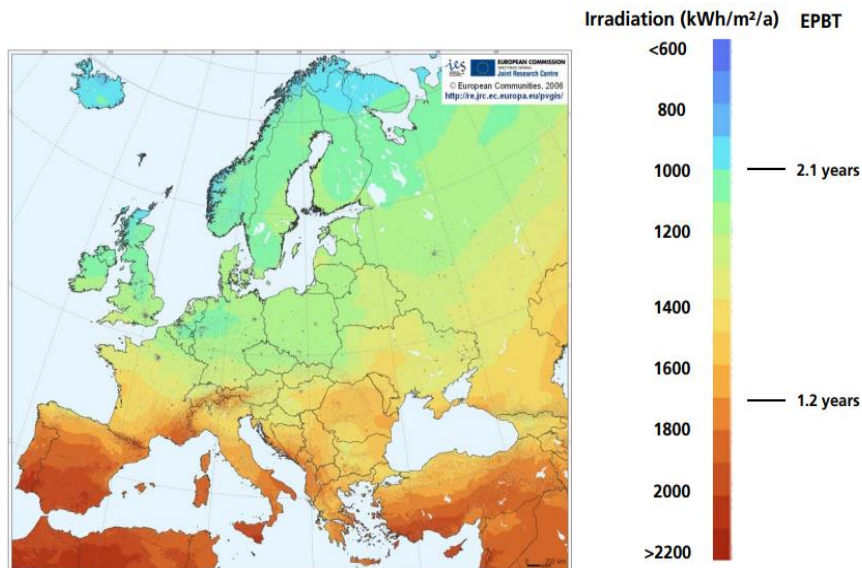 Irradiation (kWh/m²/a) EPBT
<600
800
1000
2.1 years
1200
1400
1600
1.2 years
1800
2000
>2200
EUROPEAN COMMISSION
Joint Research Centre
© European Communities, 2006
http://re.jrc.ec.europa.eu/pvgis/